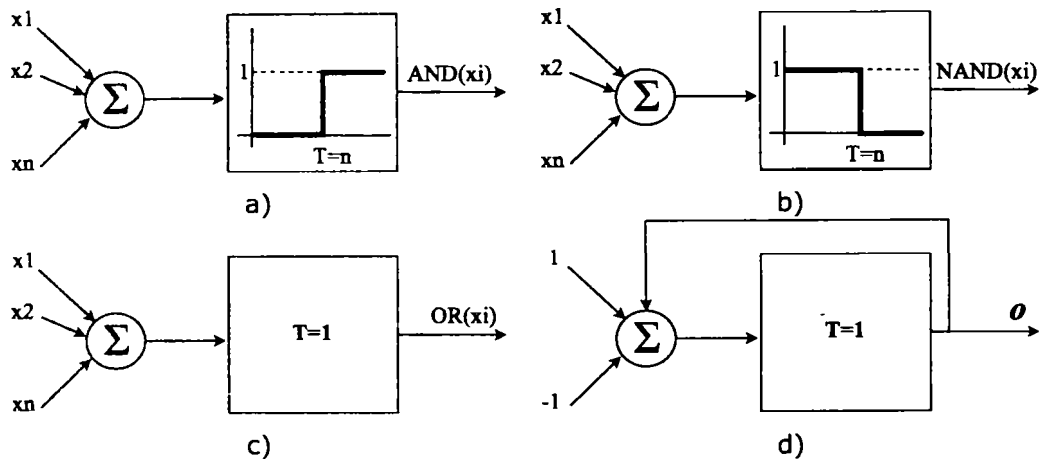 x1
x2
xn
Σ
1
T=n
AND(xi)
a)
x1
x2
xn
Σ
1
T=n
NAND(xi)
b)
x1
x2
xn
Σ
T=1
OR(xi)
c)
1
-1
Σ
T=1
O
d)